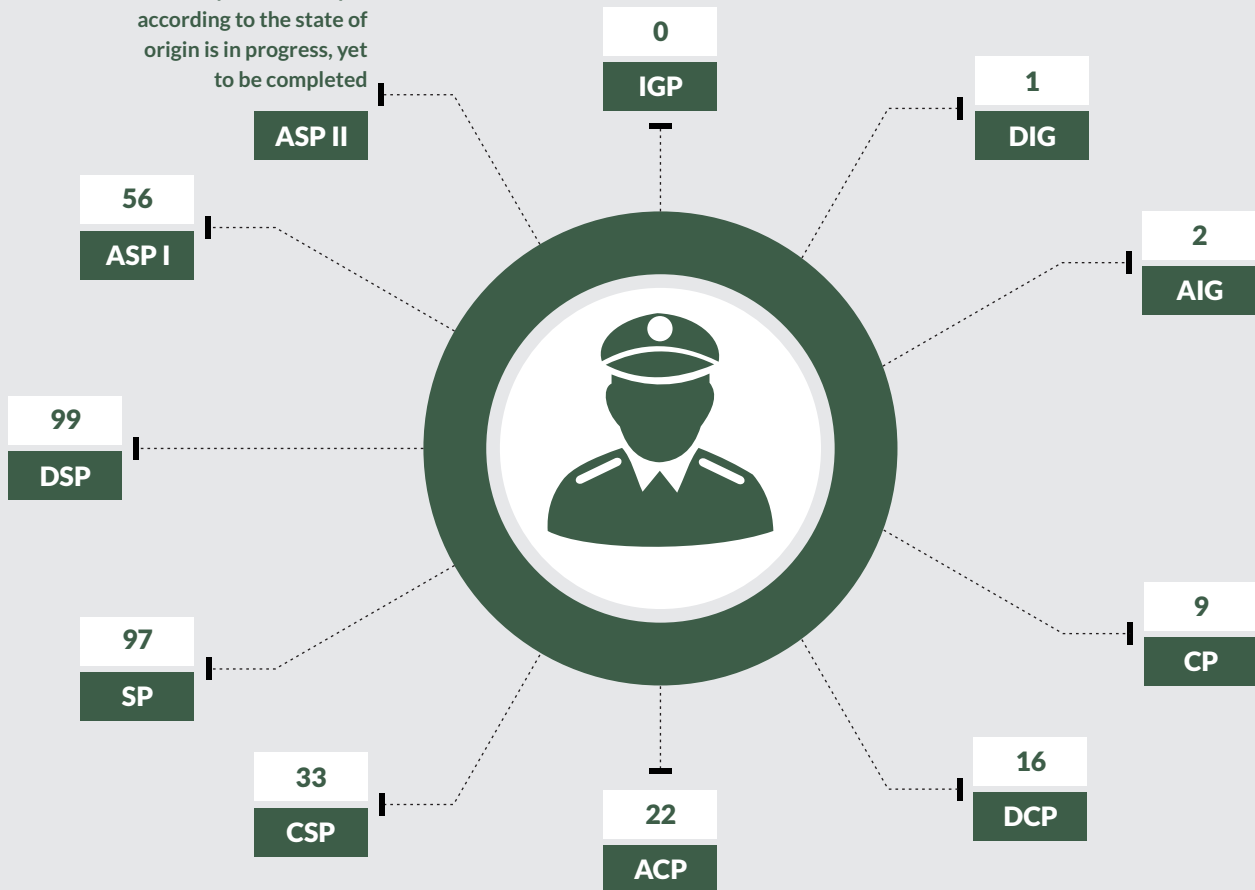 according to the state of
origin is in progress, yet
to be completed
ASP II
0
IGP
1
DIG
2
AIG
9
CP
16
DCP
22
ACP
33
CSP
97
SP
99
DSP
56
ASP I